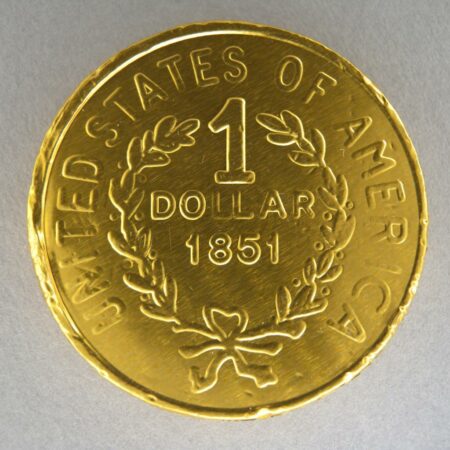 UNITED STATES OF AMERICA
1
DOLLAR
1851